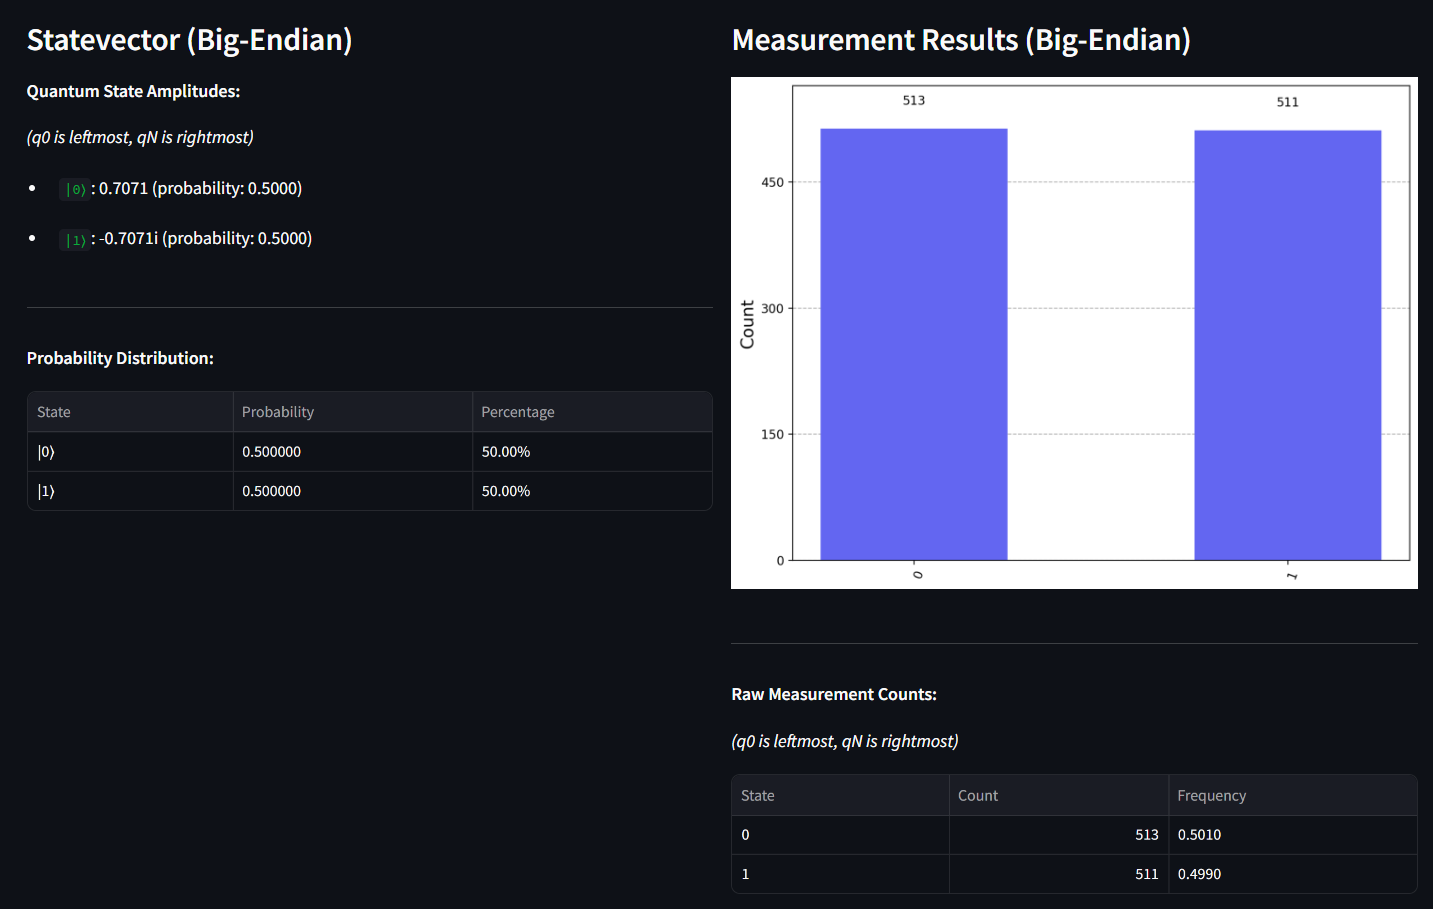 Statevector (Big-Endian)
Quantum State Amplitudes:
(q0 is leftmost, qN is rightmost)
|0⟩: 0.7071 (probability: 0.5000)
|1⟩: -0.7071i (probability: 0.5000)
Probability Distribution:
State Probability Percentage
|0⟩ 0.500000 50.00%
|1⟩ 0.500000 50.00%
Measurement Results (Big-Endian)
513 511
450
300
150
0
Count
0 1
Raw Measurement Counts:
(q0 is leftmost, qN is rightmost)
State Count Frequency
0 513 0.5010
1 511 0.4990